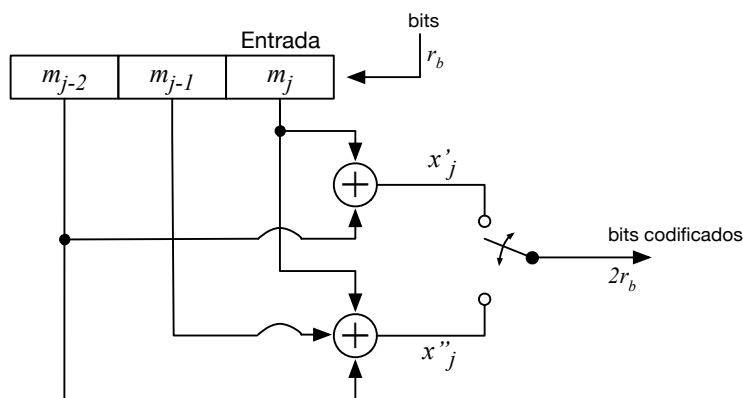 bits
Entrada
r_b
m_{j-2} m_{j-1} m_j
x'_j
bits codificados
2r_b
x''_j